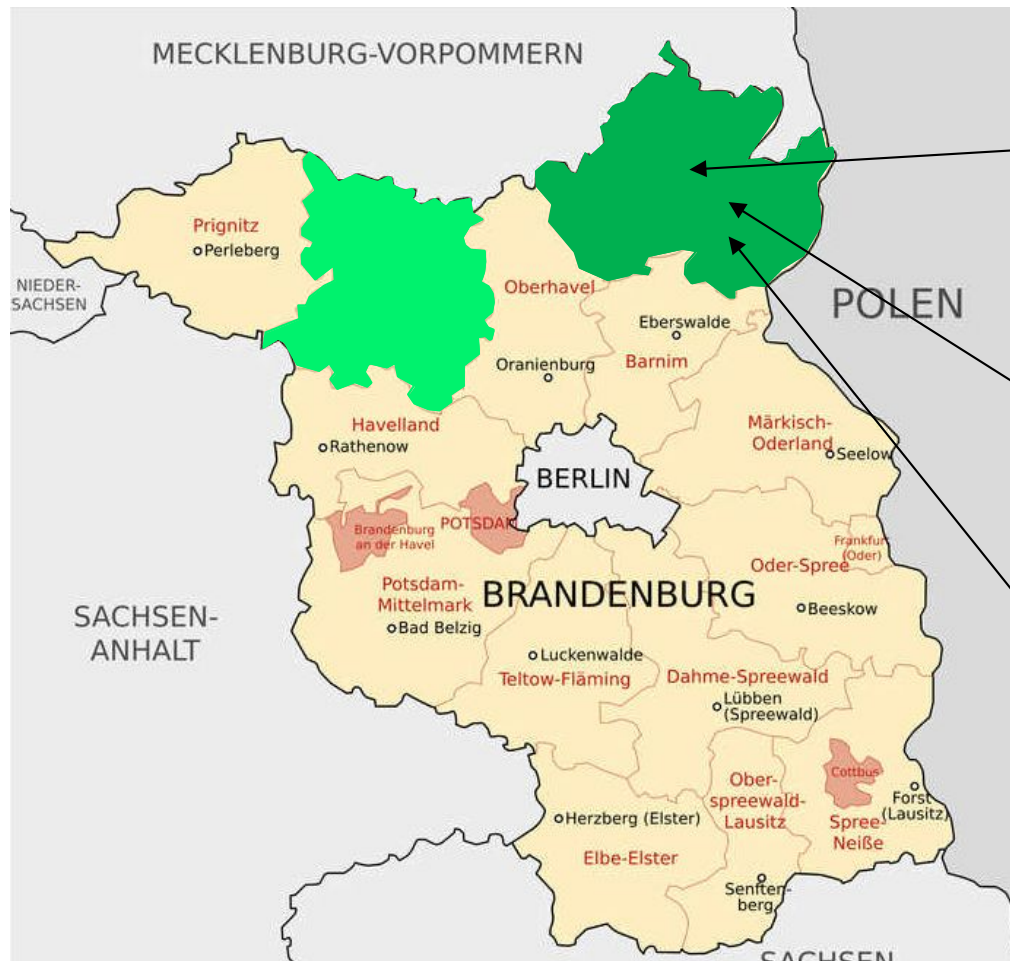 MECKLENBURG-VORPOMMERN
Prignitz
Perleberg
NIEDER-
SACHSEN
Oberhavel
POLEN
Eberswalde
Oranienburg
Barnim
Havelland
Rathenow
Märkisch-
Oderland
Seelow
BERLIN
Brandenburg
an der Havel
POTSDAM
Frankfurt
(Oder)
Oder-Spree
Potsdam-
Mittelmark
BRANDENBURG
Beeskow
SACHSEN-
ANHALT
Bad Belzig
Luckenwalde
Teltow-Fläming
Dahme-Spreewald
Lübben
(Spreewald)
Cottbus
Ober-
spreewald-
Lausitz
Forst
(Lausitz)
Spree-
Neiße
Herzberg (Elster)
Elbe-Elster
Senften-
berg
SACHSEN